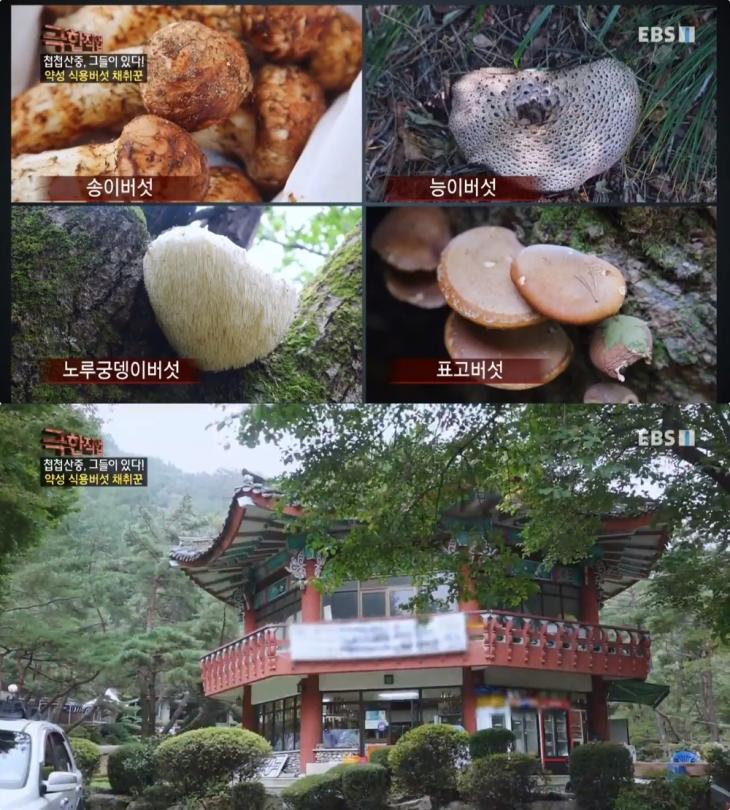 극한직업
첩첩산중, 그들이 있다!
약성 식용버섯 채취꾼
EBS1
송이버섯
능이버섯
노루궁뎅이버섯
표고버섯
극한직업
첩첩산중, 그들이 있다!
약성 식용버섯 채취꾼
EBS1